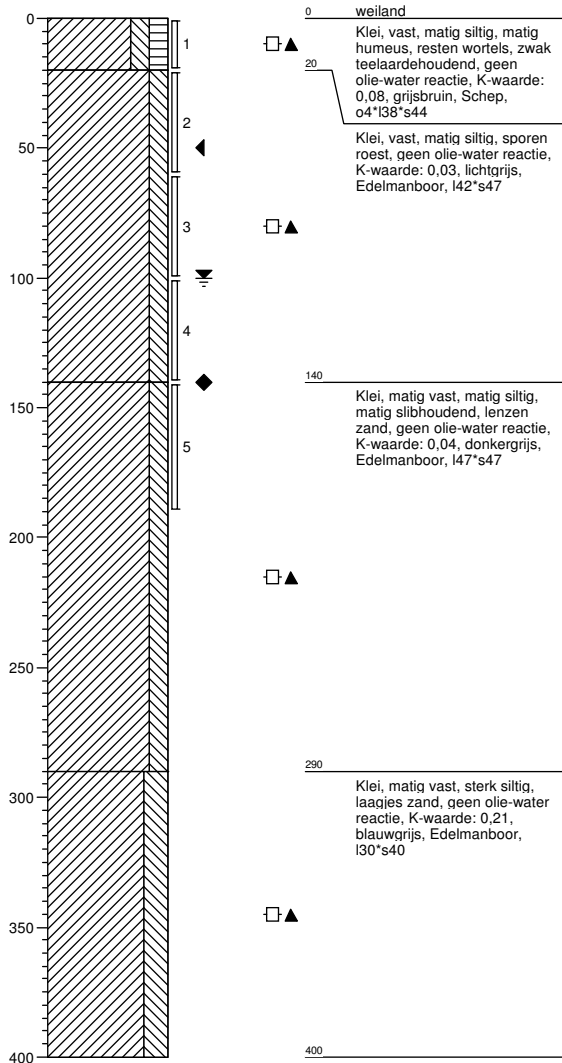 0
50
100
150
200
250
300
350
400
1
2
3
4
5
0
weiland
Klei, vast, matig siltig, matig
humeus, resten wortels, zwak
teelaardehoudend, geen
olie-water reactie, K-waarde:
0,08, grijsbruin, Schep,
o4*l38*s44
20
Klei, vast, matig siltig, sporen
roest, geen olie-water reactie,
K-waarde: 0,03, lichtgrijs,
Edelmanboor, l42*s47
140
Klei, matig vast, matig siltig,
matig slibhoudend, lenzen
zand, geen olie-water reactie,
K-waarde: 0,04, donkergrijs,
Edelmanboor, l47*s47
290
Klei, matig vast, sterk siltig,
laagjes zand, geen olie-water
reactie, K-waarde: 0,21,
blauwgrijs, Edelmanboor,
l30*s40
400